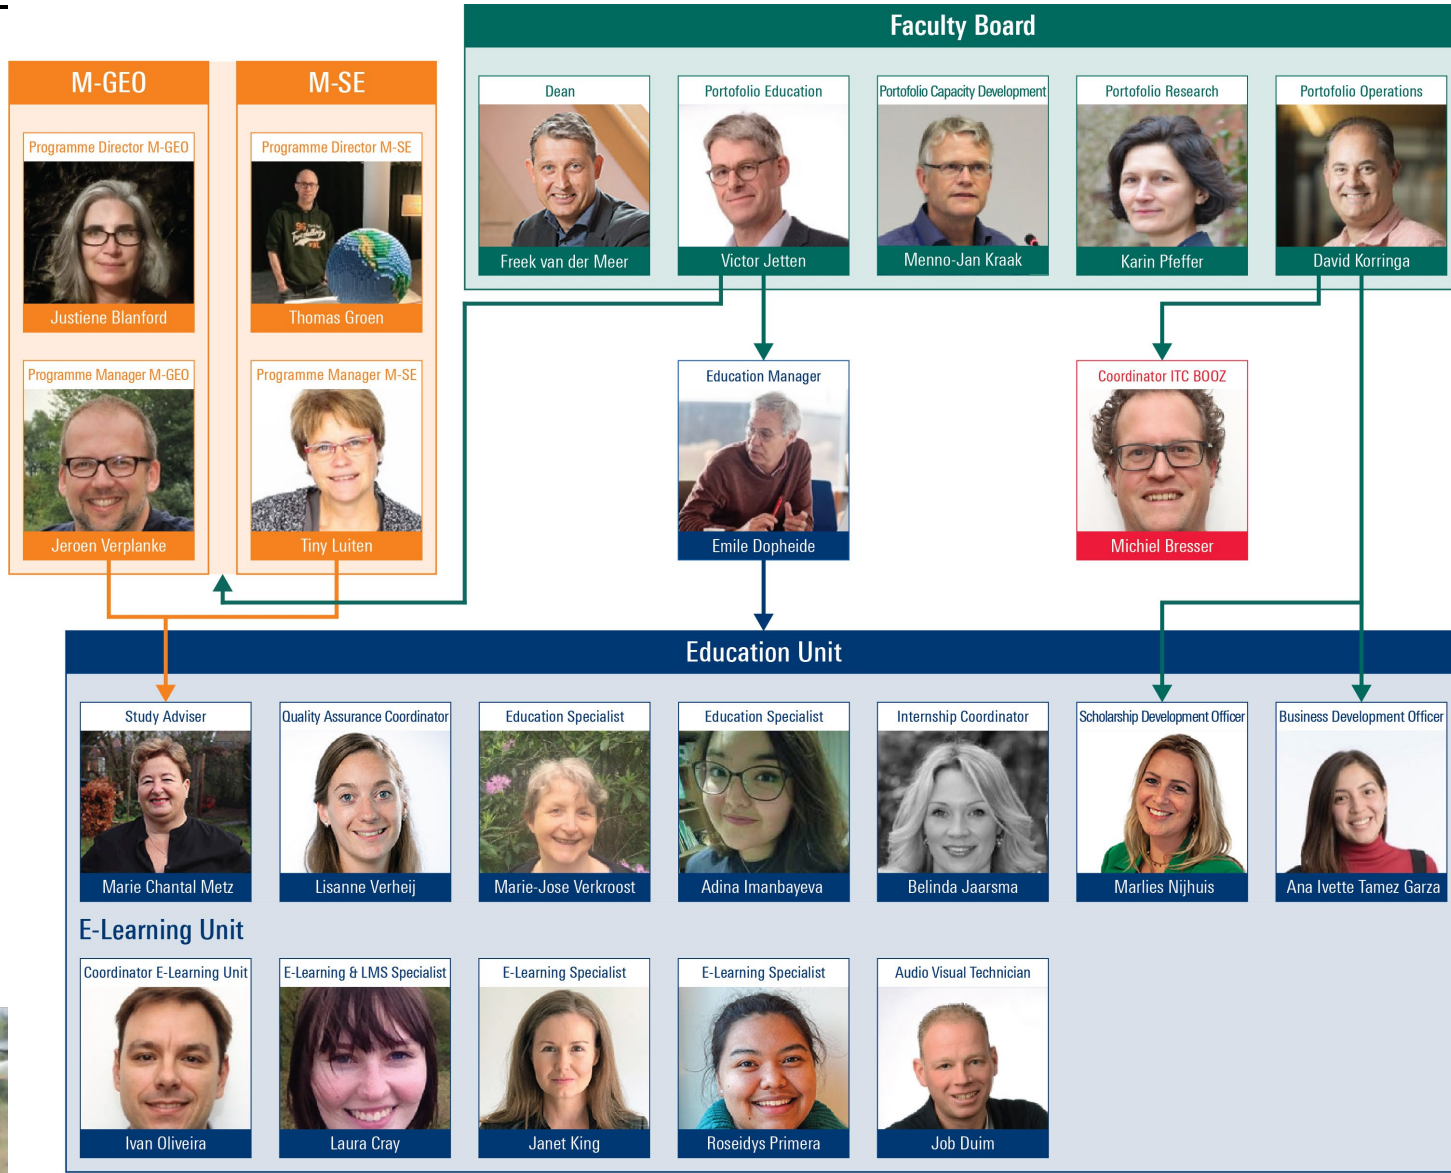 Faculty Board
M-GEO
M-SE
Dean
Portofolio Education
Portofolio Capacity Development
Portofolio Research
Portofolio Operations
Freek van der Meer
Victor Jetten
Menno-Jan Kraak
Karin Pfeffer
David Korringa
Programme Director M-GEO
Programme Director M-SE
Justiene Blanford
Thomas Groen
Programme Manager M-GEO
Programme Manager M-SE
Jeroen Verplanke
Tiny Luiten
Education Manager
Emile Dopheide
Coordinator ITC BOOZ
Michiel Bresser
Education Unit
Study Adviser
Quality Assurance Coordinator
Education Specialist
Education Specialist
Internship Coordinator
Scholarship Development Officer
Business Development Officer
Marie Chantal Metz
Lisanne Verheij
Marie-Jose Verkroost
Adina Imanbayeva
Belinda Jaarsma
Marlies Nijhuis
Ana Ivette Tamez Garza
E-Learning Unit
Coordinator E-Learning Unit
E-Learning & LMS Specialist
E-Learning Specialist
E-Learning Specialist
Audio Visual Technician
Ivan Oliveira
Laura Cray
Janet King
Roseidys Primera
Job Duim